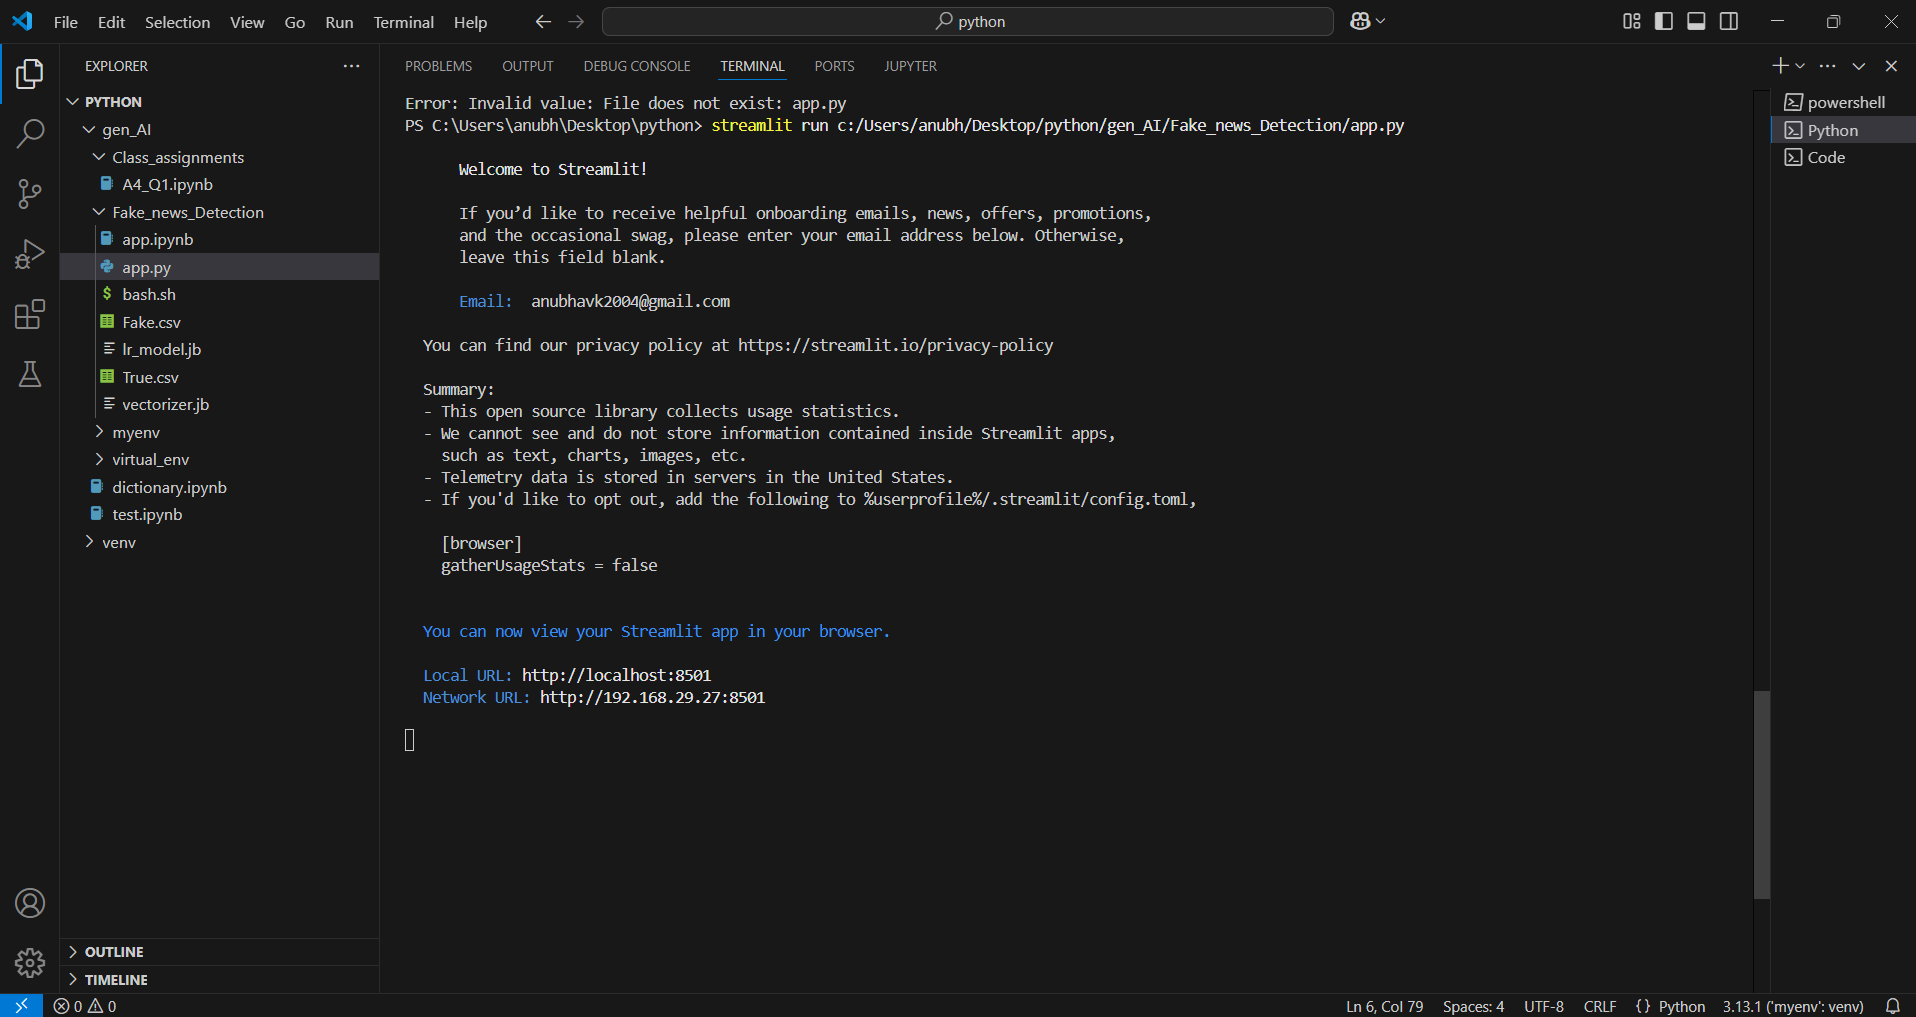 File Edit Selection View Go Run Terminal Help
python
EXPLORER
PYTHON
gen_AI
Class_assignments
A4_Q1.ipynb
Fake_news_Detection
app.ipynb
app.py
bash.sh
Fake.csv
lr_model.jb
True.csv
vectorizer.jb
myenv
virtual_env
dictionary.ipynb
test.ipynb
venv
OUTLINE
TIMELINE
PROBLEMS OUTPUT DEBUG CONSOLE TERMINAL PORTS JUPYTER
Error: Invalid value: File does not exist: app.py
PS C:\Users\anubh\Desktop\python> streamlit run c:/Users/anubh/Desktop/python/gen_AI/Fake_news_Detection/app.py
Welcome to Streamlit!
If you’d like to receive helpful onboarding emails, news, offers, promotions,
and the occasional swag, please enter your email address below. Otherwise,
leave this field blank.
Email: anubhavk2004@gmail.com
You can find our privacy policy at https://streamlit.io/privacy-policy
Summary:
- This open source library collects usage statistics.
- We cannot see and do not store information contained inside Streamlit apps,
such as text, charts, images, etc.
- Telemetry data is stored in servers in the United States.
- If you'd like to opt out, add the following to %userprofile%/.streamlit/config.toml,
[browser]
gatherUsageStats = false
You can now view your Streamlit app in your browser.
Local URL: http://localhost:8501
Network URL: http://192.168.29.27:8501
powershell
Python
Code
0 0
Ln 6, Col 79 Spaces: 4 UTF-8 CRLF {} Python 3.13.1 ('myenv': venv)